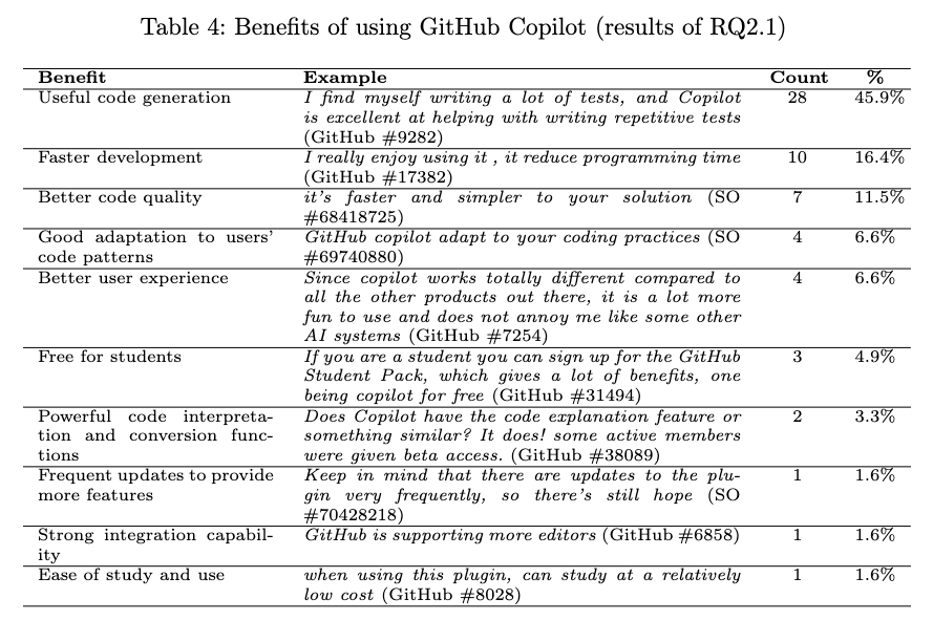 Table 4: Benefits of using GitHub Copilot (results of RQ2.1)
Benefit Example Count %
Useful code generation I find myself writing a lot of tests, and Copilot 28 45.9%
is excellent at helping with writing repetitive tests
(GitHub #9282)
Faster development I really enjoy using it , it reduce programming time 10 16.4%
(GitHub #17382)
Better code quality it's faster and simpler to your solution (SO 7 11.5%
#68418725)
Good adaptation to users' GitHub copilot adapt to your coding practices (SO 4 6.6%
code patterns #69740880)
Better user experience Since copilot works totally different compared to 4 6.6%
all the other products out there, it is a lot more
fun to use and does not annoy me like some other
AI systems (GitHub #7254)
Free for students If you are a student you can sign up for the GitHub 3 4.9%
Student Pack, which gives a lot of benefits, one
being copilot for free (GitHub #31494)
Powerful code interpreta- Does Copilot have the code explanation feature or 2 3.3%
tion and conversion func- something similar? It does! some active members
tions were given beta access. (GitHub #38089)
Frequent updates to provide Keep in mind that there are updates to the plu- 1 1.6%
more features gin very frequently, so there's still hope (SO
#70428218)
Strong integration capabil- GitHub is supporting more editors (GitHub #6858) 1 1.6%
ity
Ease of study and use when using this plugin, can study at a relatively 1 1.6%
low cost (GitHub #8028)